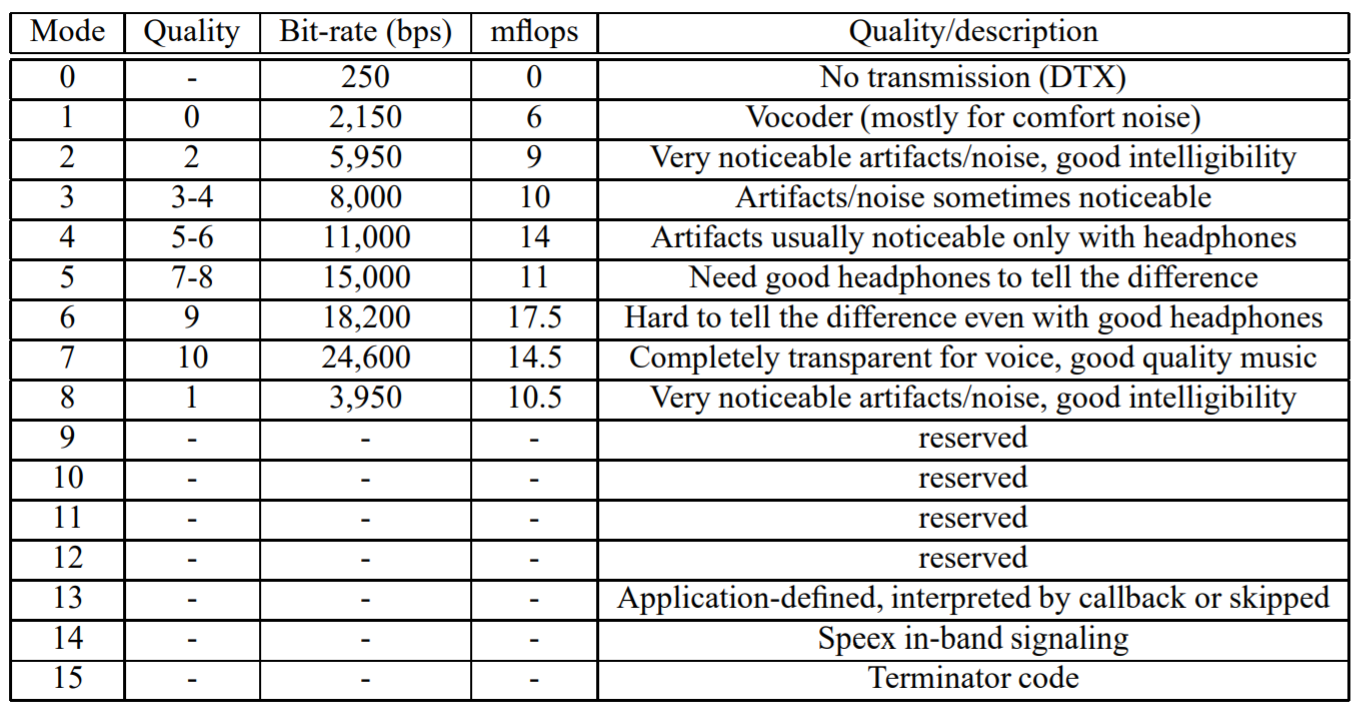 Mode Quality Bit-rate (bps) mflops Quality/description
0 - 250 0 No transmission (DTX)
1 0 2,150 6 Vocoder (mostly for comfort noise)
2 2 5,950 9 Very noticeable artifacts/noise, good intelligibility
3 3-4 8,000 10 Artifacts/noise sometimes noticeable
4 5-6 11,000 14 Artifacts usually noticeable only with headphones
5 7-8 15,000 11 Need good headphones to tell the difference
6 9 18,200 17.5 Hard to tell the difference even with good headphones
7 10 24,600 14.5 Completely transparent for voice, good quality music
8 1 3,950 10.5 Very noticeable artifacts/noise, good intelligibility
9 - - - reserved
10 - - - reserved
11 - - - reserved
12 - - - reserved
13 - - - Application-defined, interpreted by callback or skipped
14 - - - Speex in-band signaling
15 - - - Terminator code